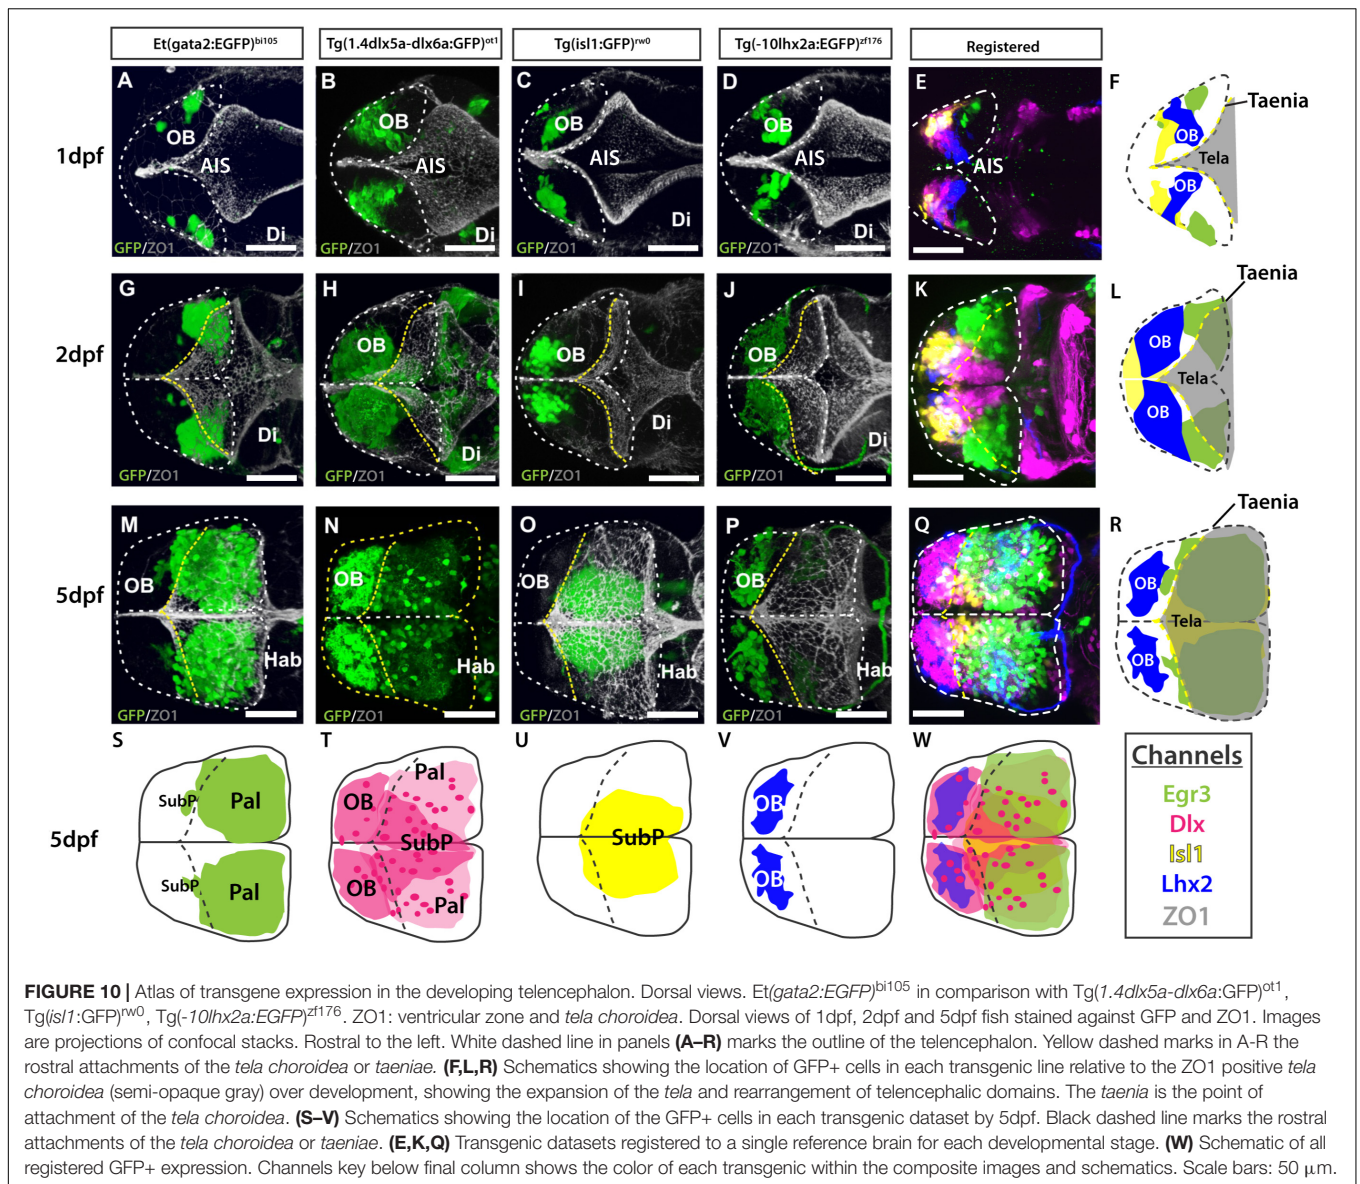 Et(gata2:EGFP)bi105
Tg(1.4dlx5a-dlx6a:GFP)ot1
Tg(isl1:GFP)rw0
Tg(-10lhx2a:EGFP)zf176
Registered
1dpf
A
OB
AIS
Di
GFP/ZO1
B
OB
AIS
Di
GFP/ZO1
C
OB
AIS
Di
GFP/ZO1
D
OB
AIS
Di
GFP/ZO1
E
AIS
F
Taenia
OB
Tela
OB
2dpf
G
OB
Di
GFP/ZO1
H
OB
Di
GFP/ZO1
I
OB
Di
GFP/ZO1
J
OB
Di
GFP/ZO1
K
L
Taenia
OB
Tela
OB
5dpf
M
OB
Hab
GFP/ZO1
N
OB
Hab
GFP/ZO1
O
OB
Hab
GFP/ZO1
P
OB
Hab
GFP/ZO1
Q
R
Taenia
OB
Tela
OB
5dpf
S
SubP
Pal
SubP
Pal
T
Pal
OB
SubP
OB
Pal
U
SubP
V
OB
OB
W
Channels
Egr3
Dlx
Isl1
Lhx2
ZO1
FIGURE 10 | Atlas of transgene expression in the developing telencephalon. Dorsal views. Et(gata2:EGFP)bi105 in comparison with Tg(1.4dlx5a-dlx6a:GFP)ot1,
Tg(isl1:GFP)rw0, Tg(-10lhx2a:EGFP)zf176. ZO1: ventricular zone and tela choroidea. Dorsal views of 1dpf, 2dpf and 5dpf fish stained against GFP and ZO1. Images
are projections of confocal stacks. Rostral to the left. White dashed line in panels (A–R) marks the outline of the telencephalon. Yellow dashed marks in A-R the
rostral attachments of the tela choroidea or taeniae. (F,L,R) Schematics showing the location of GFP+ cells in each transgenic line relative to the ZO1 positive tela
choroidea (semi-opaque gray) over development, showing the expansion of the tela and rearrangement of telencephalic domains. The taenia is the point of
attachment of the tela choroidea. (S–V) Schematics showing the location of the GFP+ cells in each transgenic dataset by 5dpf. Black dashed line marks the rostral
attachments of the tela choroidea or taeniae. (E,K,Q) Transgenic datasets registered to a single reference brain for each developmental stage. (W) Schematic of all
registered GFP+ expression. Channels key below final column shows the color of each transgenic within the composite images and schematics. Scale bars: 50 μm.